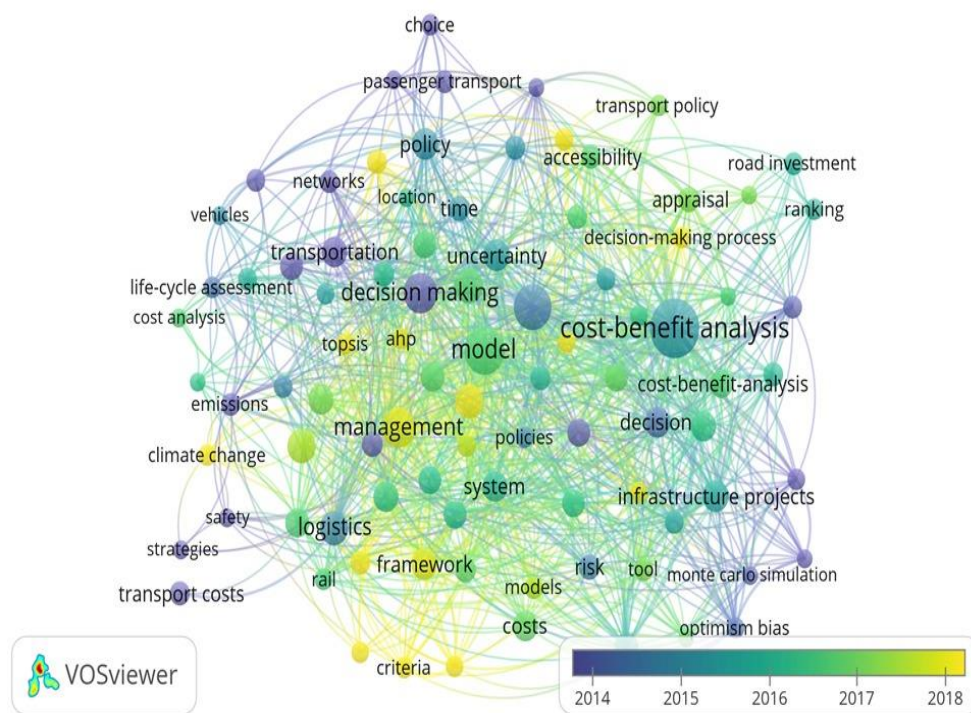 choice
passenger transport
transport policy
policy
accessibility
road investment
networks
location
appraisal
vehicles
time
ranking
decision-making process
transportation
uncertainty
life-cycle assessment
decision making
cost analysis
cost-benefit analysis
topsis
ahp
model
cost-benefit-analysis
emissions
management
policies
decision
climate change
system
infrastructure projects
safety
logistics
strategies
framework
risk
tool
rail
models
monte carlo simulation
transport costs
costs
optimism bias
criteria
VOSviewer
2014 2015 2016 2017 2018